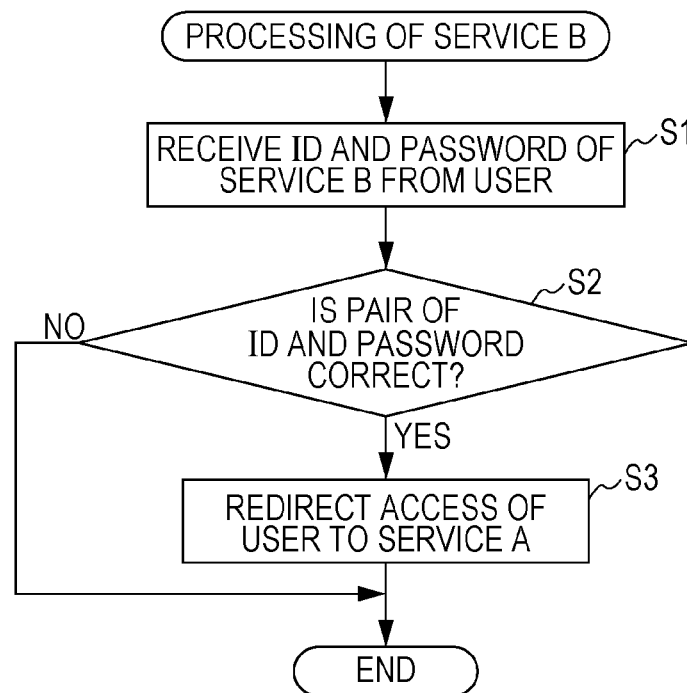 PROCESSING OF SERVICE B
S1
RECEIVE ID AND PASSWORD OF
SERVICE B FROM USER
S2
IS PAIR OF
ID AND PASSWORD
CORRECT?
NO
YES
S3
REDIRECT ACCESS OF
USER TO SERVICE A
END